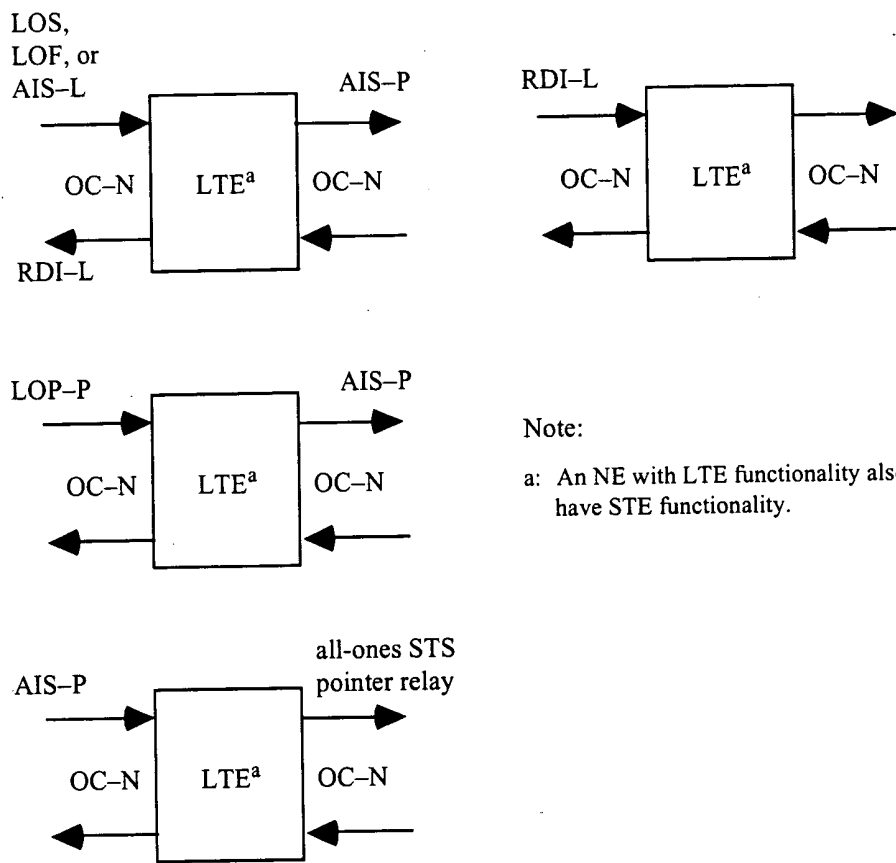 LOS,
LOF, or
AIS–L
AIS–P
OC–N
LTEa
OC–N
RDI–L
RDI–L
OC–N
LTEa
OC–N
LOP–P
AIS–P
OC–N
LTEa
OC–N
Note:
a: An NE with LTE functionality als
have STE functionality.
AIS–P
all-ones STS
pointer relay
OC–N
LTEa
OC–N